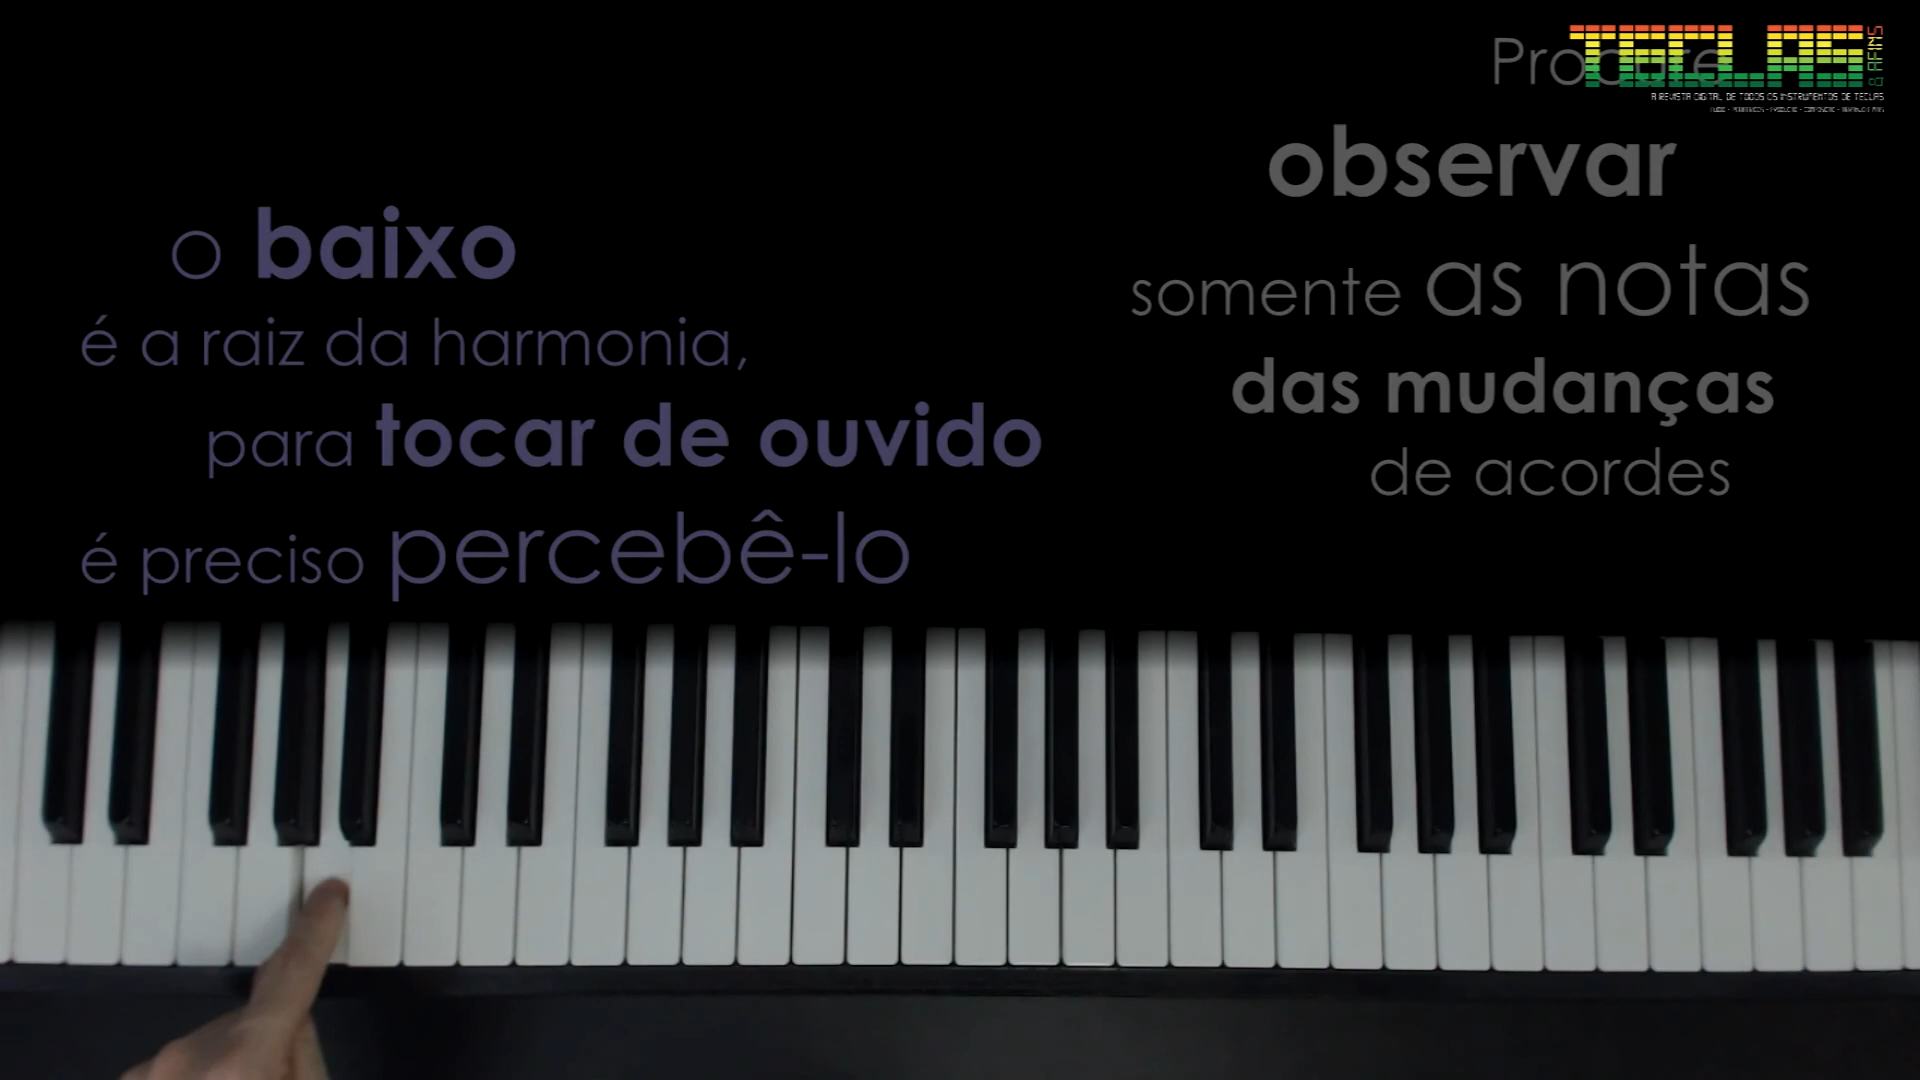 o baixo
é a raiz da harmonia,
para tocar de ouvido
é preciso percebê-lo
Procure
observar
somente as notas
das mudanças
de acordes
TECLAS
& AFINS
A REVISTA DIGITAL DE TODOS OS INSTRUMENTOS DE TECLAS